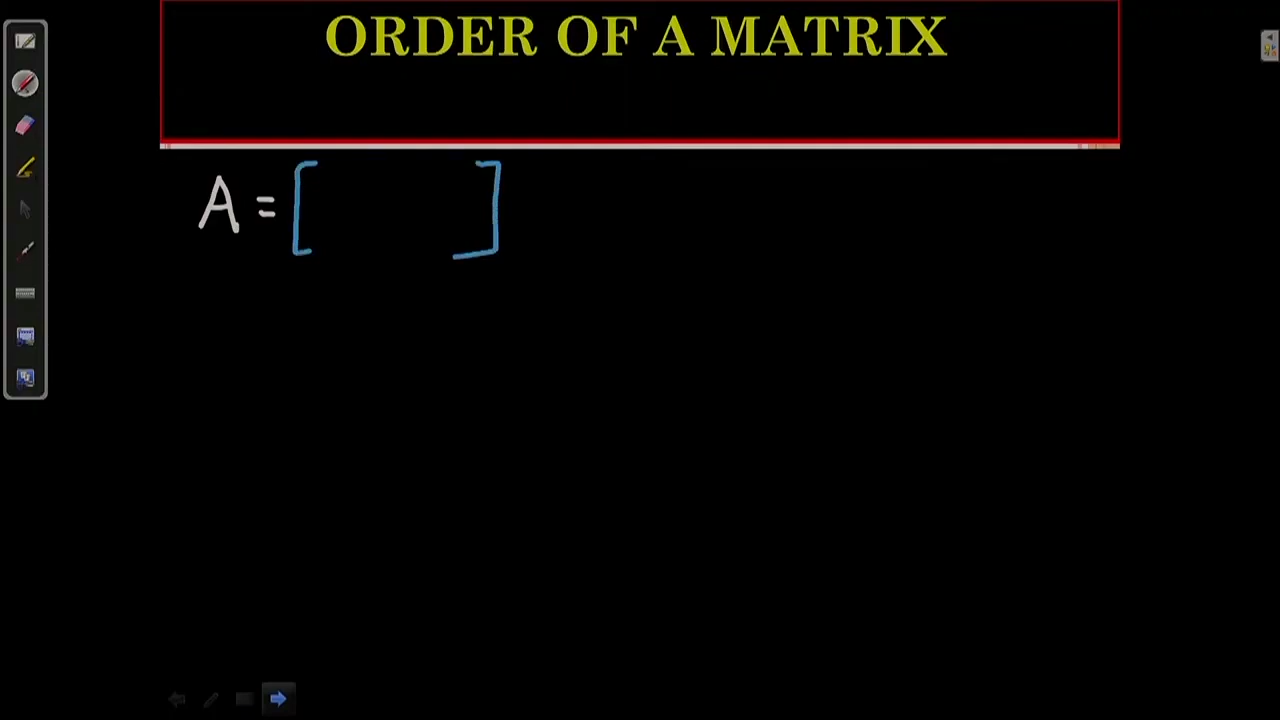 ORDER OF A MATRIX
A = [ ]